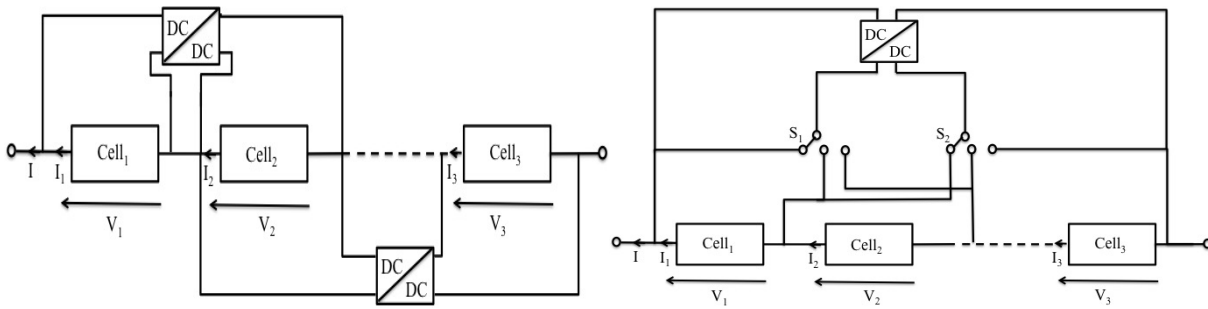 DC
DC
Cell₁
Cell₂
Cell₃
I
I₁
I₂
I₃
V₁
V₂
V₃
DC
DC
DC
DC
S₁
S₂
Cell₁
Cell₂
Cell₃
I
I₁
I₂
I₃
V₁
V₂
V₃